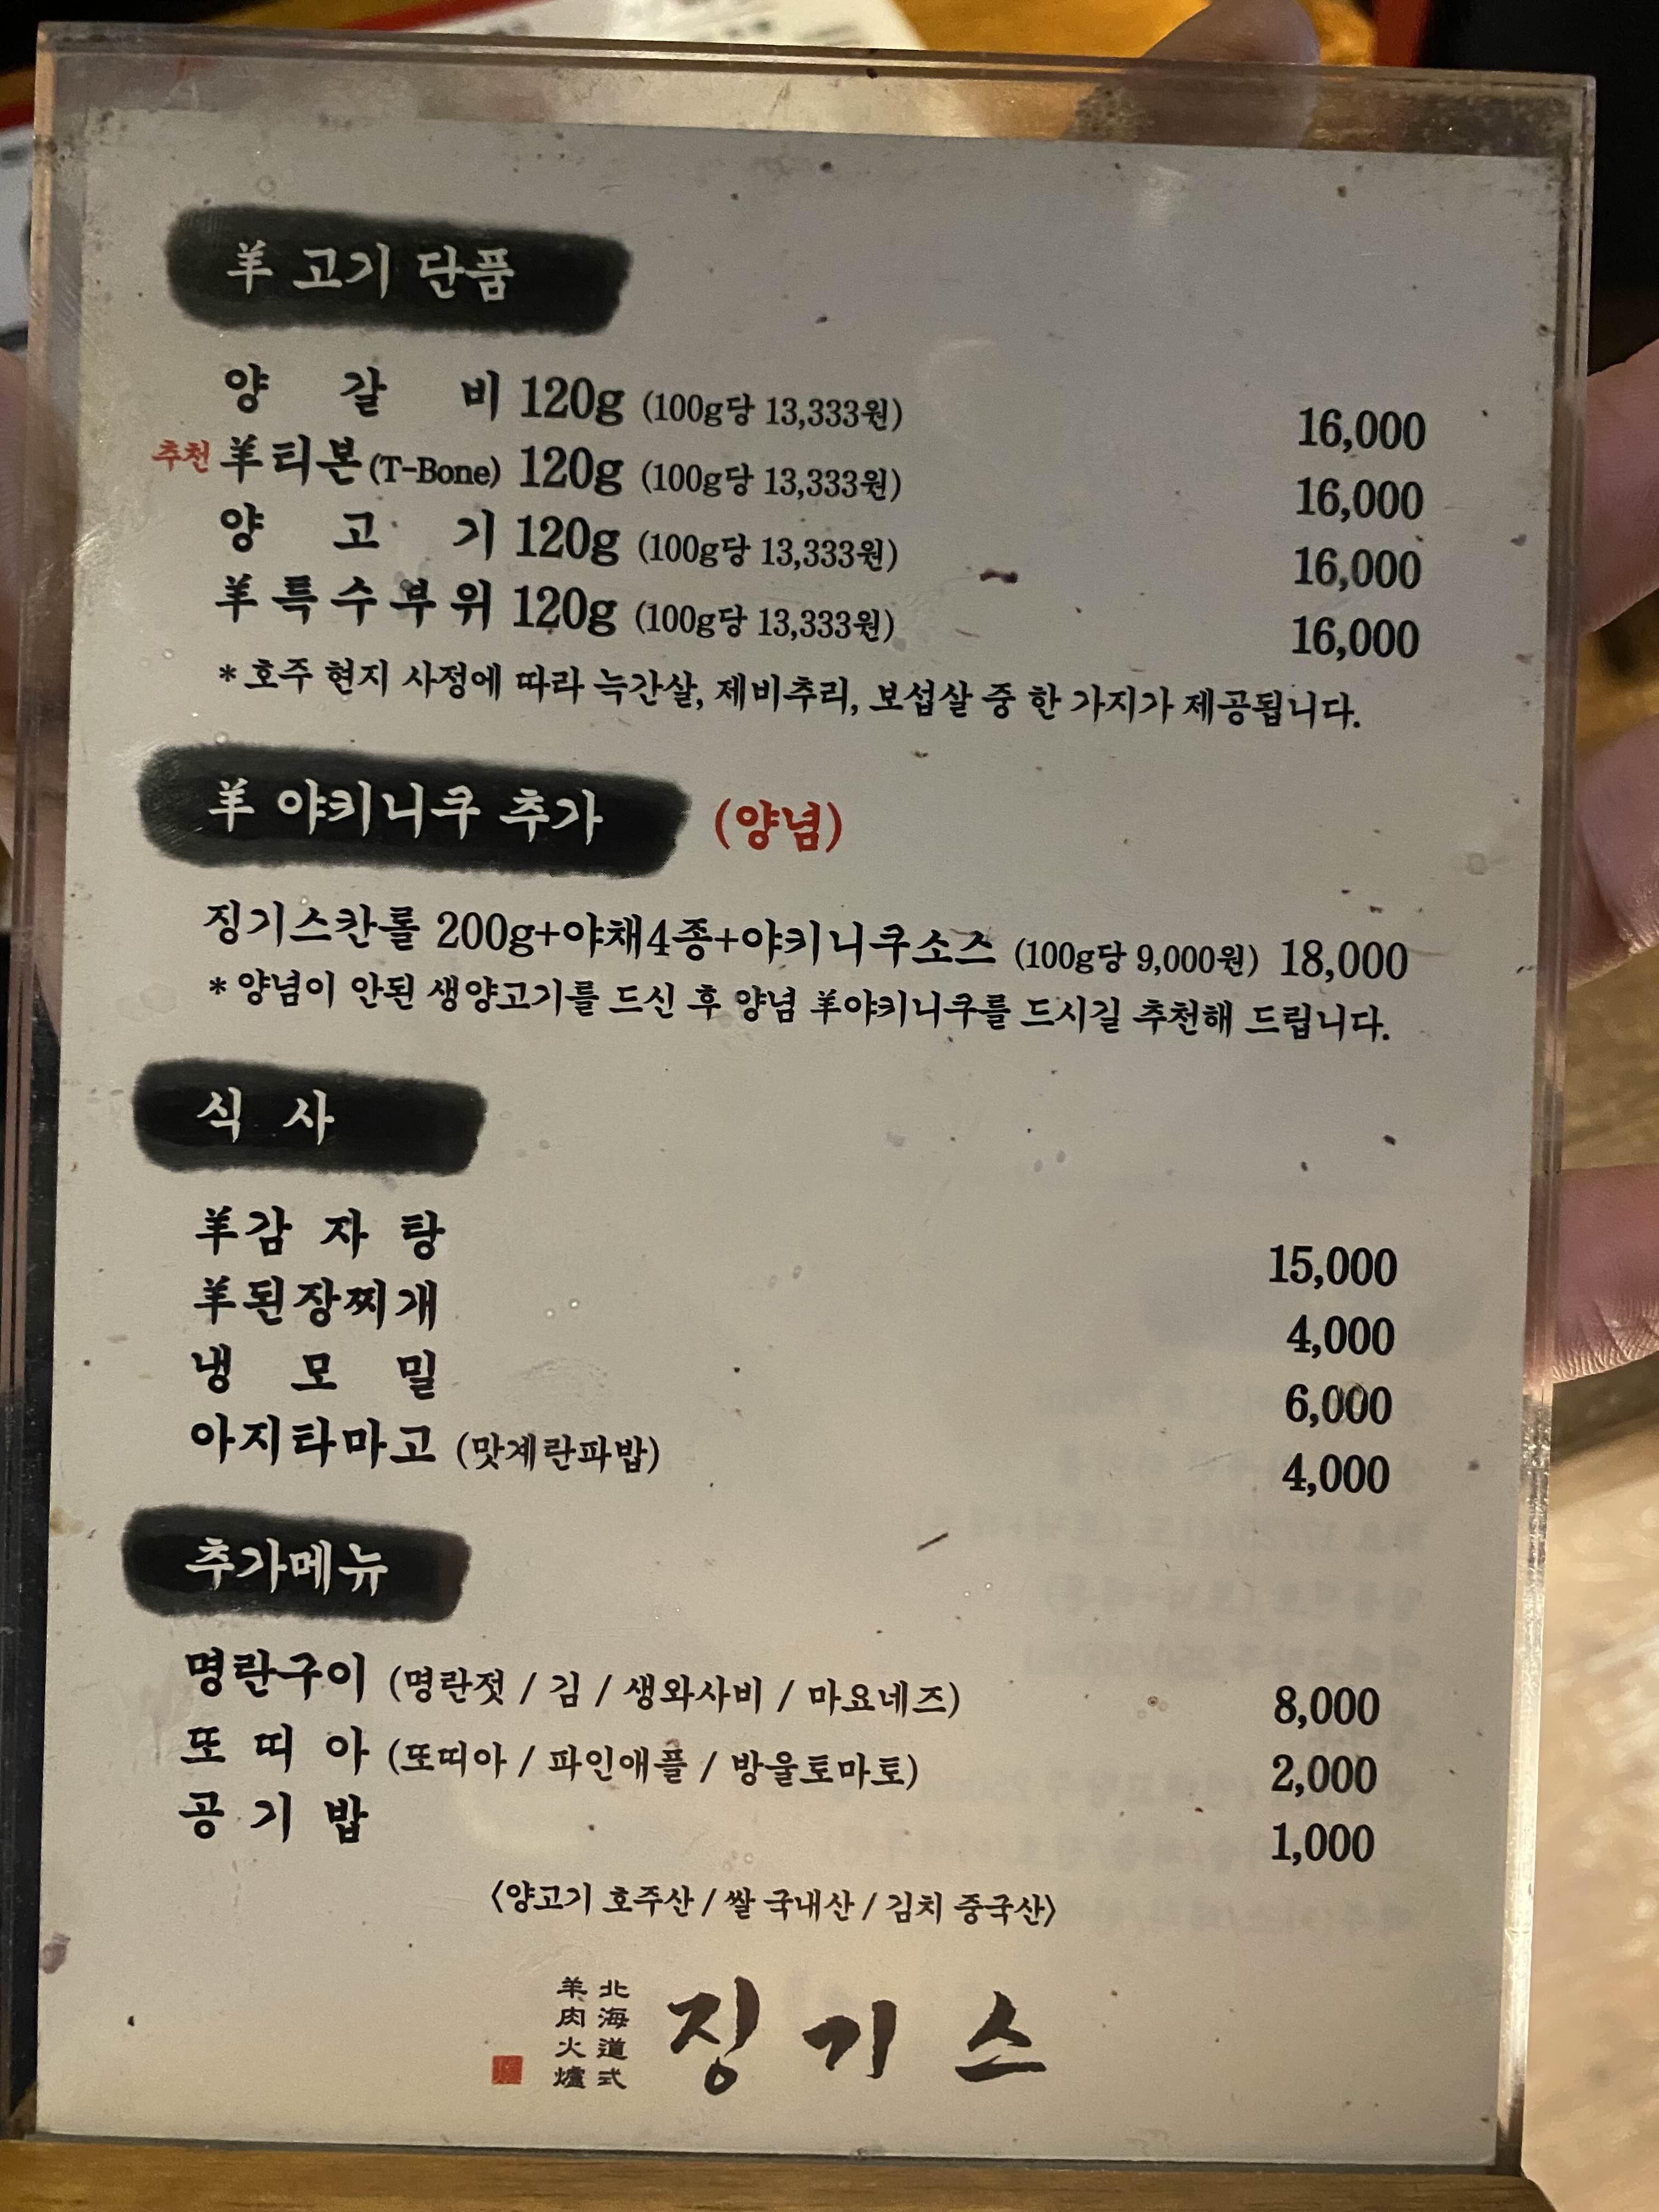 羊 고기 단품
양 갈 비 120g (100g당 13,333원) 16,000
추천 羊티본(T-Bone) 120g (100g당 13,333원) 16,000
양 고 기 120g (100g당 13,333원) 16,000
羊특수부위 120g (100g당 13,333원) 16,000
* 호주 현지 사정에 따라 늑간살, 제비추리, 보섭살 중 한 가지가 제공됩니다.
羊 야키니쿠 추가 (양념)
징기스칸롤 200g+야채4종+야키니쿠소스 (100g당 9,000원) 18,000
* 양념이 안된 생양고기를 드신 후 양념 羊야키니쿠를 드시길 추천해 드립니다.
식 사
羊감 자 탕 15,000
羊된장찌개 4,000
냉 모 밀 6,000
아지타마고 (맛계란파밥) 4,000
추가메뉴
명란구이 (명란젓 / 김 / 생와사비 / 마요네즈) 8,000
또 띠 아 (또띠아 / 파인애플 / 방울토마토) 2,000
공 기 밥 1,000
〈양고기 호주산 / 쌀 국내산 / 김치 중국산〉
北海道式
羊肉火爐
징기스